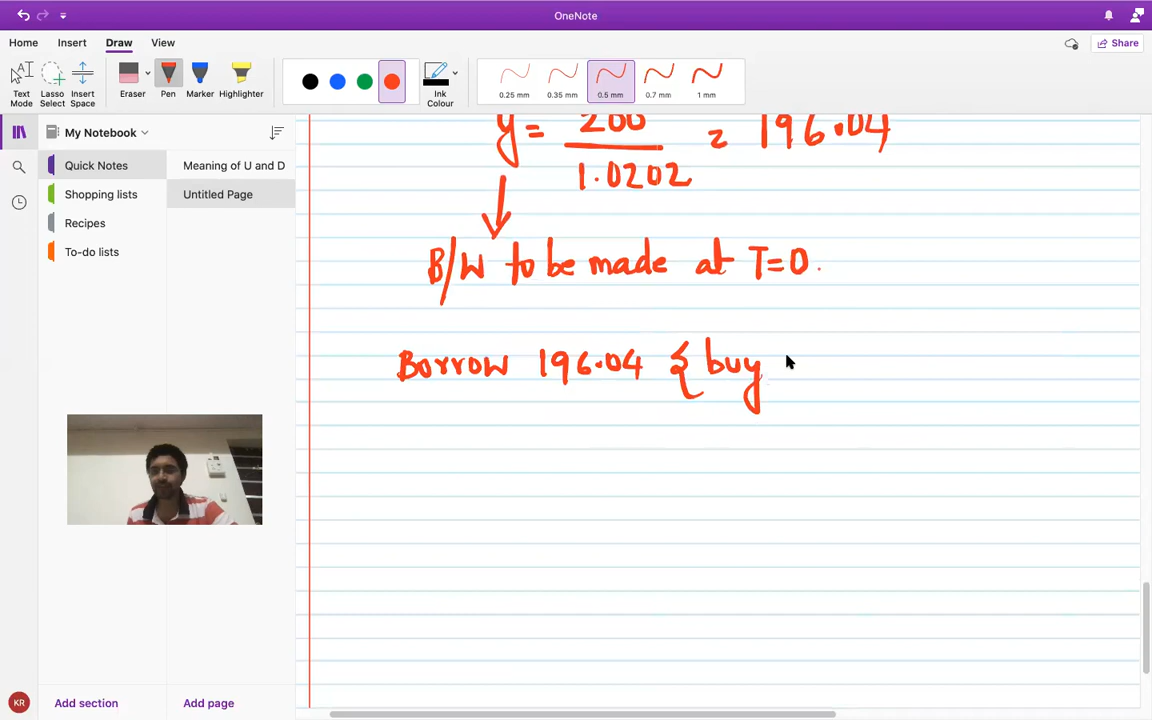 OneNote
Home Insert Draw View
Share
Text Mode
Lasso Select
Insert Space
Eraser
Pen
Marker
Highlighter
Ink Colour
0.25 mm 0.35 mm 0.5 mm 0.7 mm 1 mm
My Notebook
Quick Notes
Shopping lists
Recipes
To-do lists
Meaning of U and D
Untitled Page
y = 200 / 1.0202 = 196.04
B/W to be made at T=0.
Borrow 196.04 & buy
KR
Add section
Add page